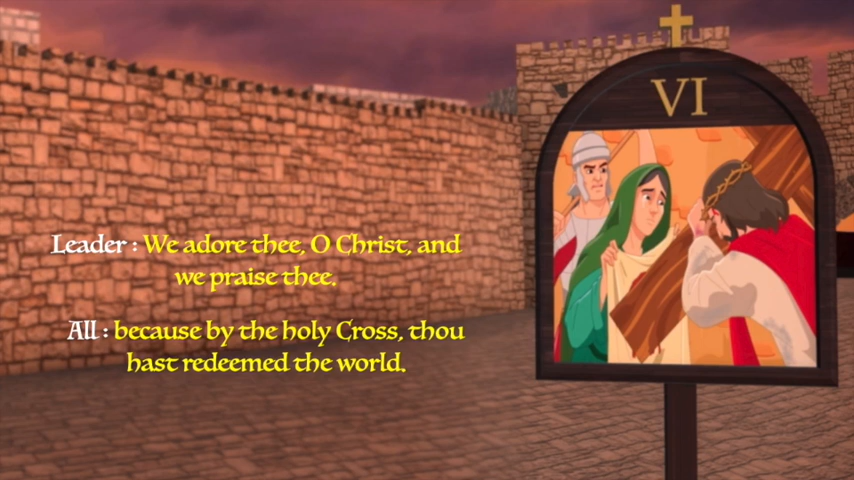 VI
Leader : We adore thee, O Christ, and
we praise thee.
All : because by the holy Cross, thou
hast redeemed the world.